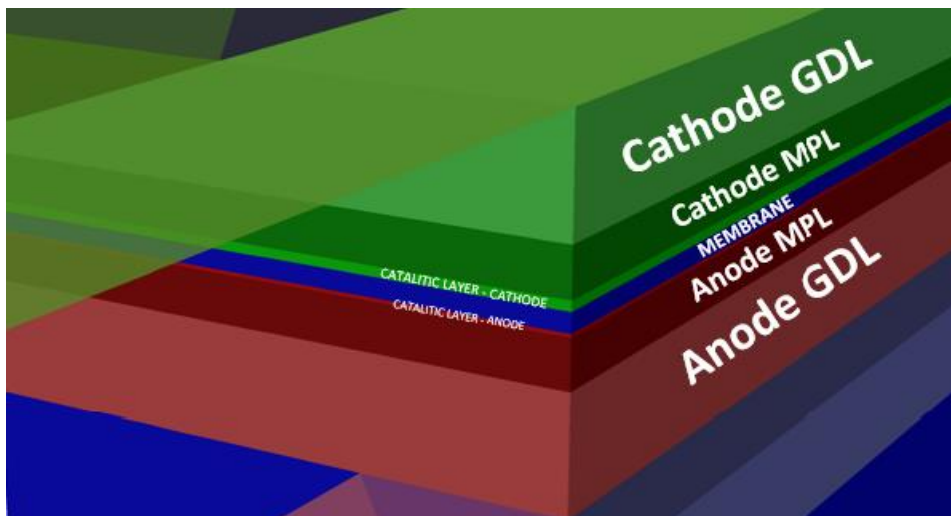 Cathode GDL
Cathode MPL
MEMBRANE
Anode MPL
Anode GDL
CATALITIC LAYER - CATHODE
CATALITIC LAYER - ANODE